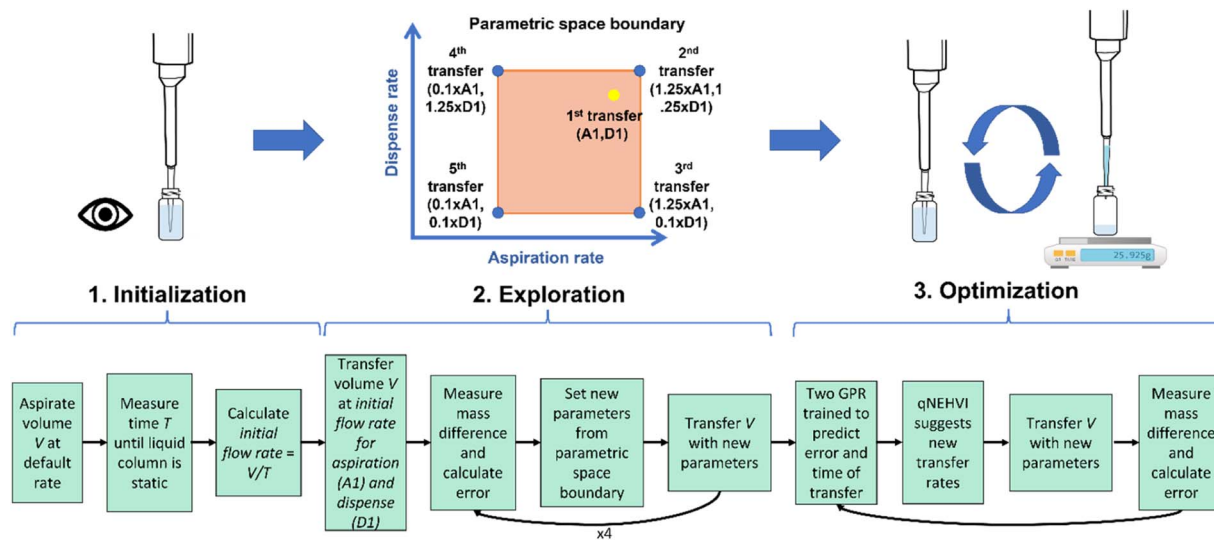 Parametric space boundary
Dispense rate
4th
transfer
(0.1xA1,
1.25xD1)
2nd
transfer
(1.25xA1,1
.25xD1)
1st transfer
(A1,D1)
5th
transfer
(0.1xA1,
0.1xD1)
3rd
transfer
(1.25xA1,
0.1xD1)
Aspiration rate
25.925g
1. Initialization
2. Exploration
3. Optimization
Aspirate
volume
V at
default
rate
Measure
time T
until liquid
column is
static
Calculate
initial
flow rate =
V/T
Transfer
volume V
at initial
flow rate
for
aspiration
(A1) and
dispense
(D1)
Measure
mass
difference
and
calculate
error
Set new
parameters
from
parametric
space
boundary
Transfer V
with new
parameters
x4
Two GPR
trained to
predict
error and
time of
transfer
qNEHVI
suggests
new
transfer
rates
Transfer V
with new
parameters
Measure
mass
difference
and
calculate
error